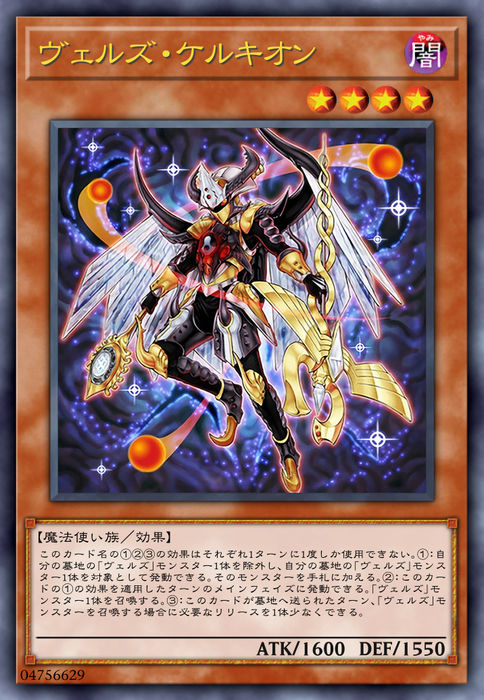 ヴェルズ・ケルキオン
やみ
闇
【魔法使い族／効果】
このカード名の①②③の効果はそれぞれ1ターンに1度しか使用できない。①:自
分の墓地の「ヴェルズ」モンスター1体を除外し、自分の墓地の「ヴェルズ」モンス
ター1体を対象として発動できる。そのモンスターを手札に加える。②:このカー
ドの①の効果を適用したターンのメインフェイズに発動できる。「ヴェルズ」モ
ンスター1体を召喚する。③:このカードが墓地へ送られたターン、「ヴェルズ」モ
ンスターを召喚する場合に必要なリリースを1体少なくできる。
ATK/1600 DEF/1550
04756629